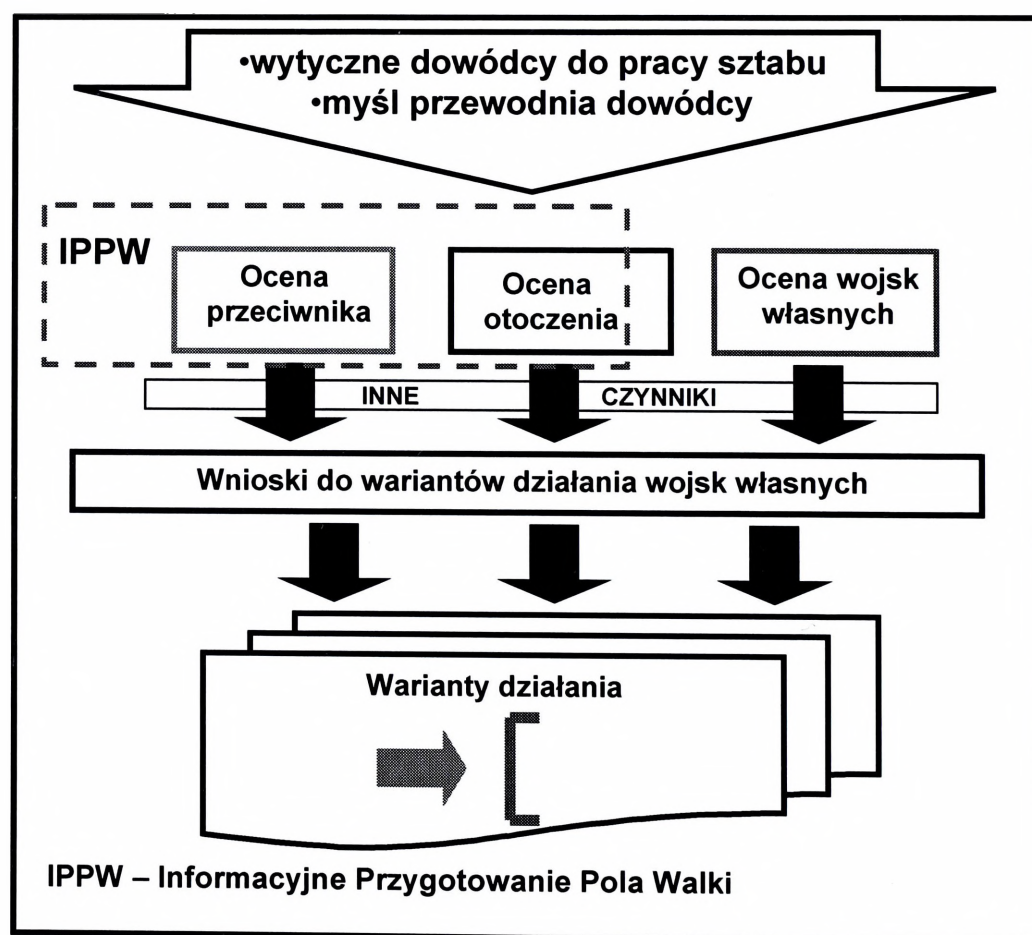 •wytyczne dowódcy do pracy sztabu
•myśl przewodnia dowódcy
IPPW
Ocena
przeciwnika
Ocena
otoczenia
Ocena wojsk
własnych
INNE CZYNNIKI
Wnioski do wariantów działania wojsk własnych
Warianty działania
IPPW – Informacyjne Przygotowanie Pola Walki